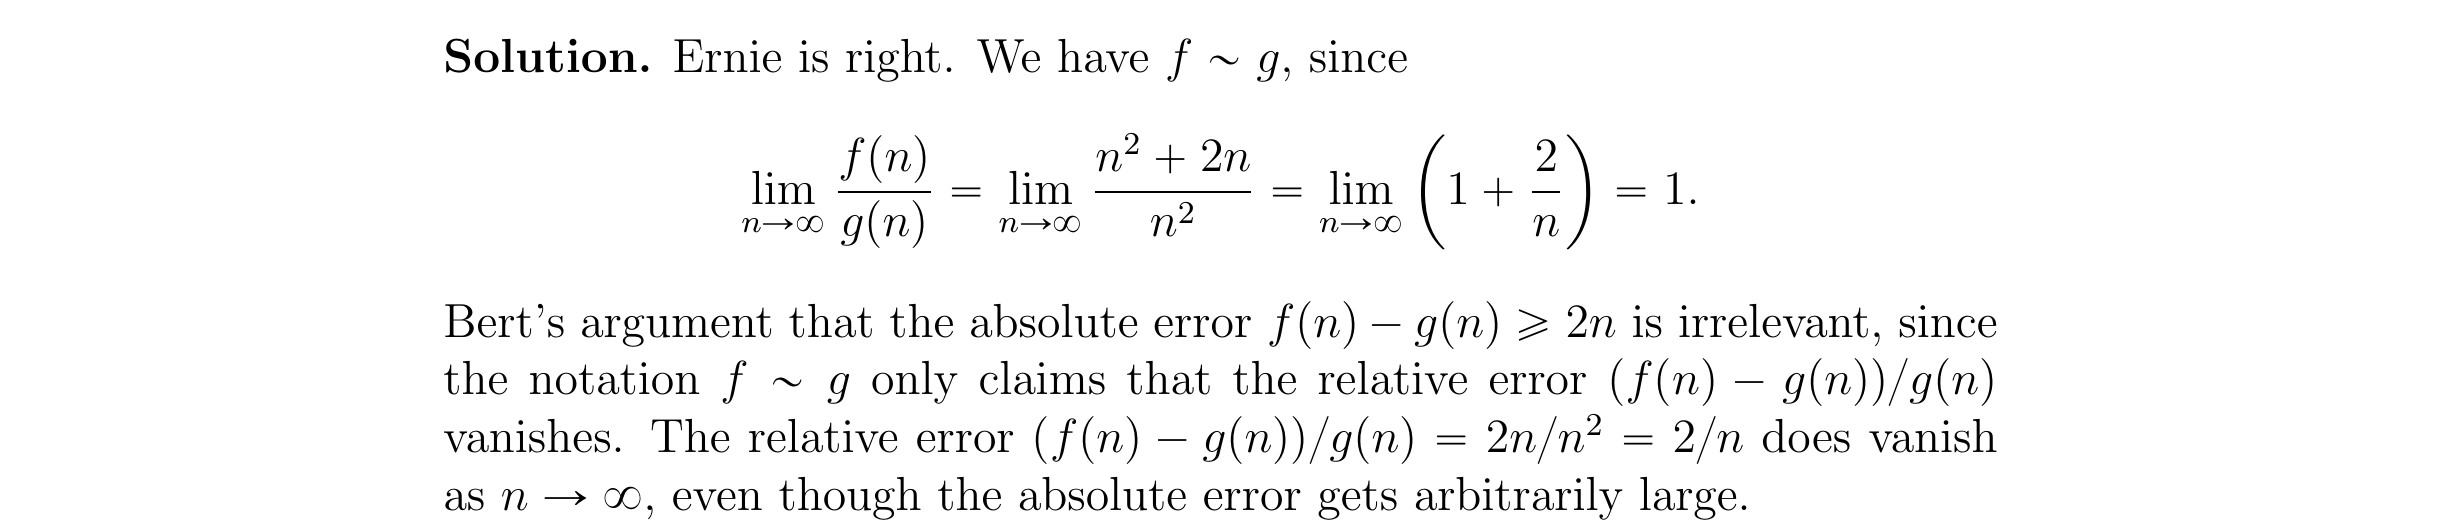 Solution. Ernie is right. We have f ∼ g, since
lim_{n→∞} f(n)/g(n) = lim_{n→∞} (n² + 2n)/n² = lim_{n→∞} (1 + 2/n) = 1.
Bert's argument that the absolute error f(n) − g(n) ⩾ 2n is irrelevant, since
the notation f ∼ g only claims that the relative error (f(n) − g(n))/g(n)
vanishes. The relative error (f(n) − g(n))/g(n) = 2n/n² = 2/n does vanish
as n → ∞, even though the absolute error gets arbitrarily large.